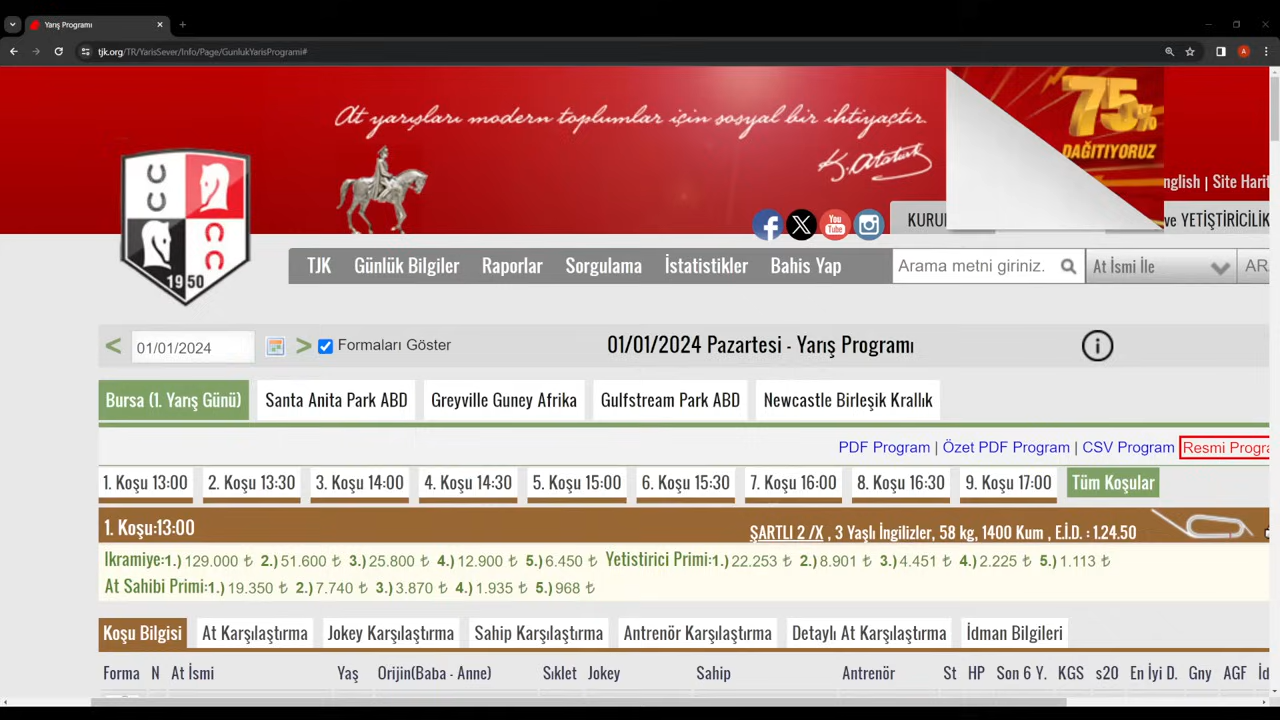 Yarış Programı
tjk.org/TR/YarisSever/Info/Page/GunlukYarisProgrami#
A
At yarışları modern toplumlar için sosyal bir ihtiyaçtır.
K. Atatürk
75%
DAĞITIYORUZ
nglish | Site Harit
1950
f X You Tube
KURU
ve YETİŞTİRİCİLİK
TJK Günlük Bilgiler Raporlar Sorgulama İstatistikler Bahis Yap Arama metni giriniz. At İsmi İle AR
< 01/01/2024 > Formaları Göster 01/01/2024 Pazartesi - Yarış Programı i
Bursa (1. Yarış Günü) Santa Anita Park ABD Greyville Guney Afrika Gulfstream Park ABD Newcastle Birleşik Krallık
PDF Program | Özet PDF Program | CSV Program Resmi Progra
1. Koşu 13:00 2. Koşu 13:30 3. Koşu 14:00 4. Koşu 14:30 5. Koşu 15:00 6. Koşu 15:30 7. Koşu 16:00 8. Koşu 16:30 9. Koşu 17:00 Tüm Koşular
1. Koşu:13:00 ŞARTLI 2 /X , 3 Yaşlı İngilizler, 58 kg, 1400 Kum , E.İ.D. : 1.24.50
Ikramiye:1.) 129.000 ₺ 2.) 51.600 ₺ 3.) 25.800 ₺ 4.) 12.900 ₺ 5.) 6.450 ₺ Yetistirici Primi:1.) 22.253 ₺ 2.) 8.901 ₺ 3.) 4.451 ₺ 4.) 2.225 ₺ 5.) 1.113 ₺
At Sahibi Primi:1.) 19.350 ₺ 2.) 7.740 ₺ 3.) 3.870 ₺ 4.) 1.935 ₺ 5.) 968 ₺
Koşu Bilgisi At Karşılaştırma Jokey Karşılaştırma Sahip Karşılaştırma Antrenör Karşılaştırma Detaylı At Karşılaştırma İdman Bilgileri
Forma N At İsmi Yaş Orijin(Baba - Anne) Sıklet Jokey Sahip Antrenör St HP Son 6 Y. KGS s20 En İyi D. Gny AGF İd